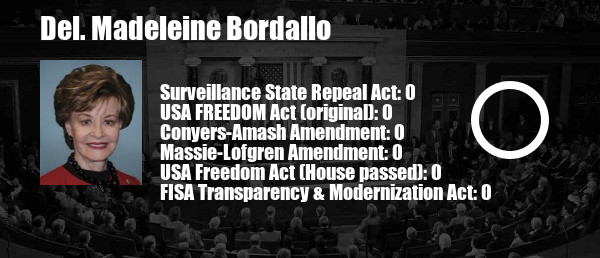 Del. Madeleine Bordallo
Surveillance State Repeal Act: 0
USA FREEDOM Act (original): 0
Conyers-Amash Amendment: 0
Massie-Lofgren Amendment: 0
USA Freedom Act (House passed): 0
FISA Transparency & Modernization Act: 0